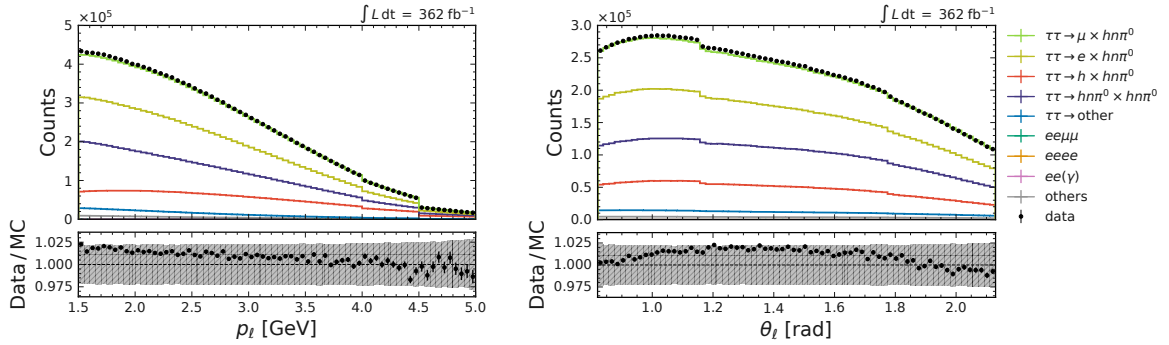 ×10⁵
∫ L dt = 362 fb⁻¹
5
4
3
2
1
0
Counts
1.025
1.000
0.975
Data / MC
1.5 2.0 2.5 3.0 3.5 4.0 4.5 5.0
pℓ [GeV]
×10⁵
∫ L dt = 362 fb⁻¹
3.0
2.5
2.0
1.5
1.0
0.5
0.0
Counts
1.025
1.000
0.975
Data / MC
1.0 1.2 1.4 1.6 1.8 2.0
θℓ [rad]
ττ → μ × hnπ⁰
ττ → e × hnπ⁰
ττ → h × hnπ⁰
ττ → hnπ⁰ × hnπ⁰
ττ → other
eeμμ
eeee
ee(γ)
others
data